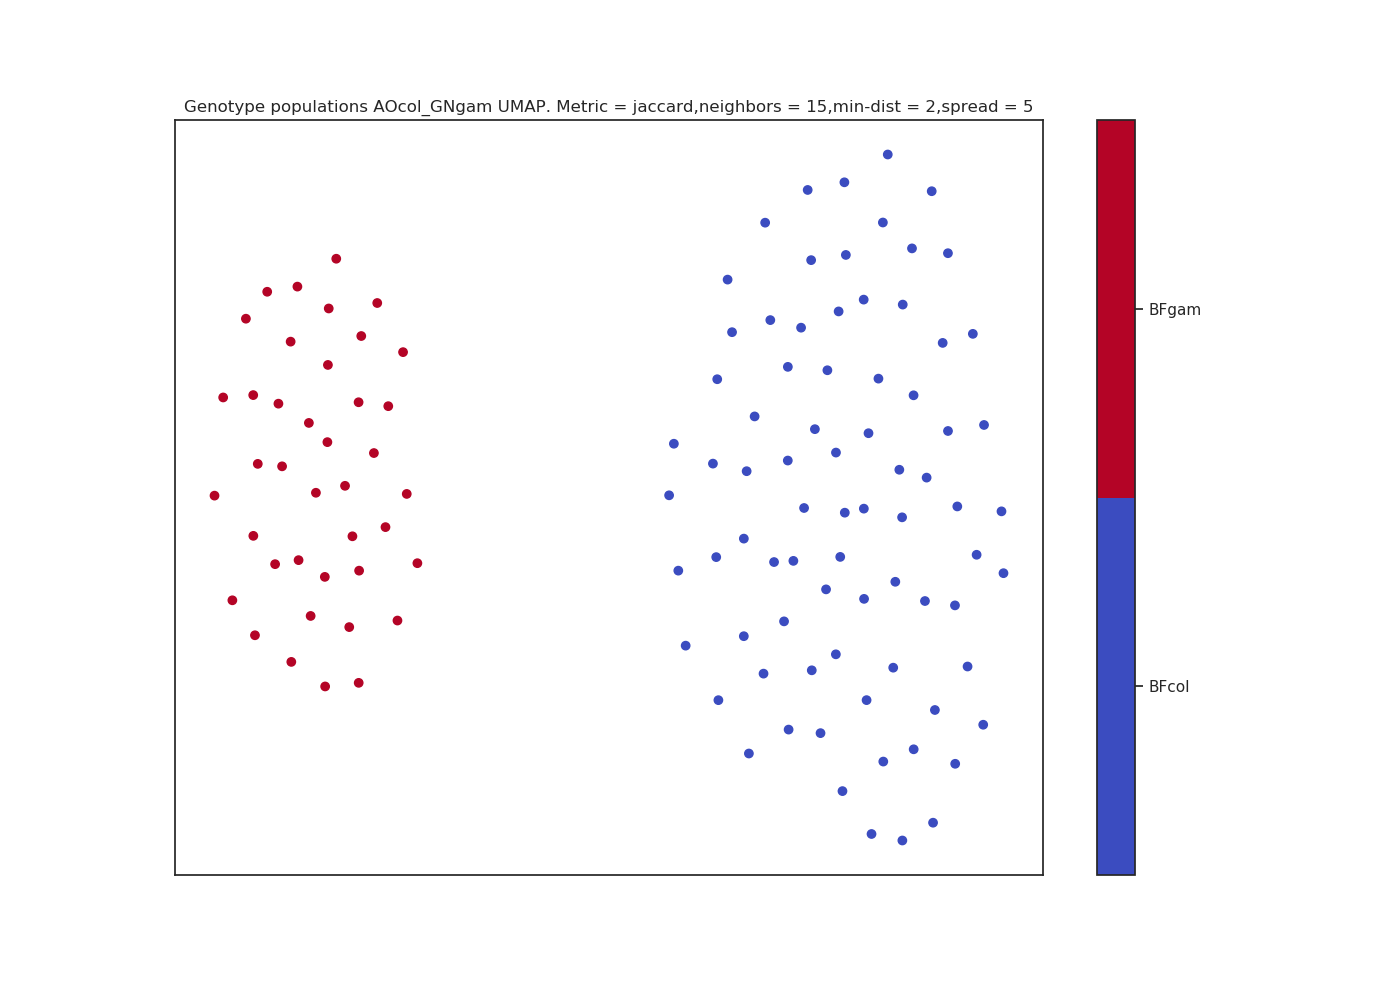 Genotype populations AOcol_GNgam UMAP. Metric = jaccard,neighbors = 15,min-dist = 2,spread = 5
BFgam
BFcol